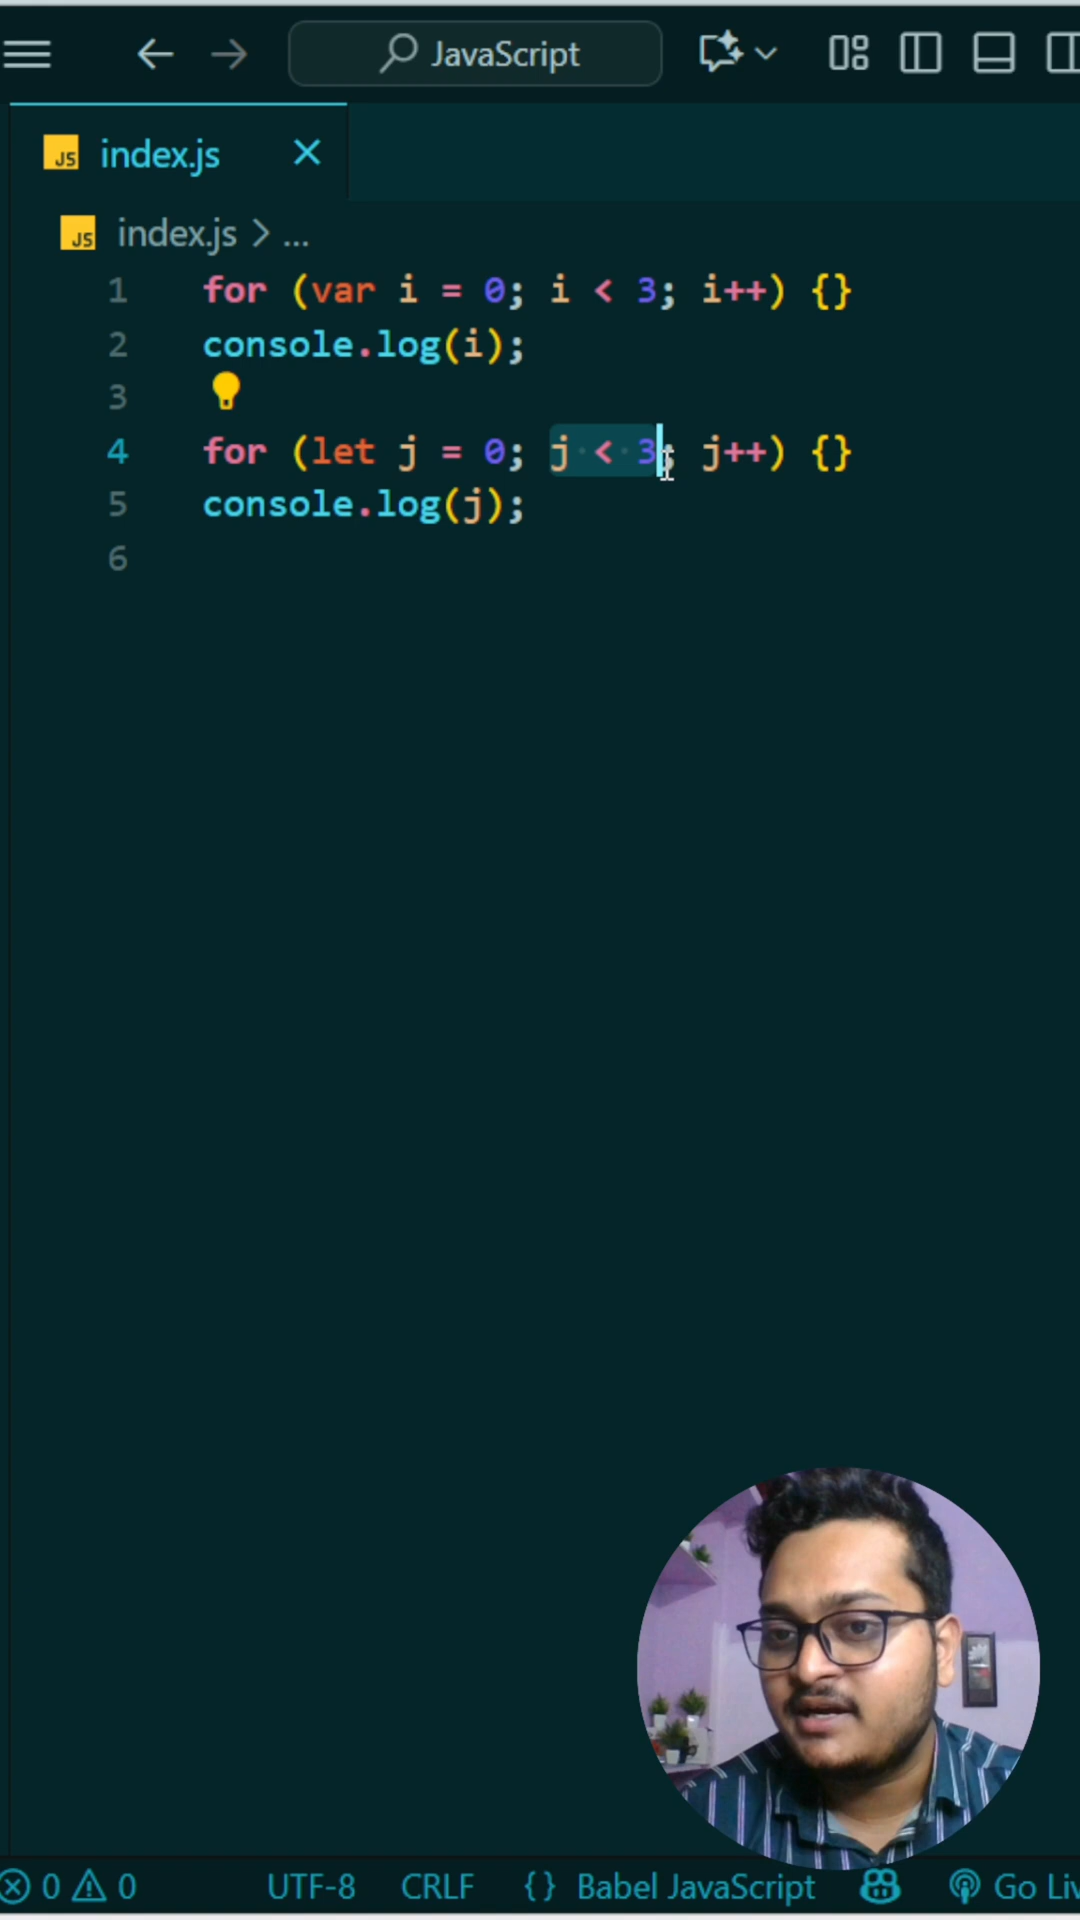 JavaScript
JS index.js
JS index.js > ...
1 for (var i = 0; i < 3; i++) {}
2 console.log(i);
3
4 for (let j = 0; j < 3; j++) {}
5 console.log(j);
6
0 0 UTF-8 CRLF {} Babel JavaScript Go Liv